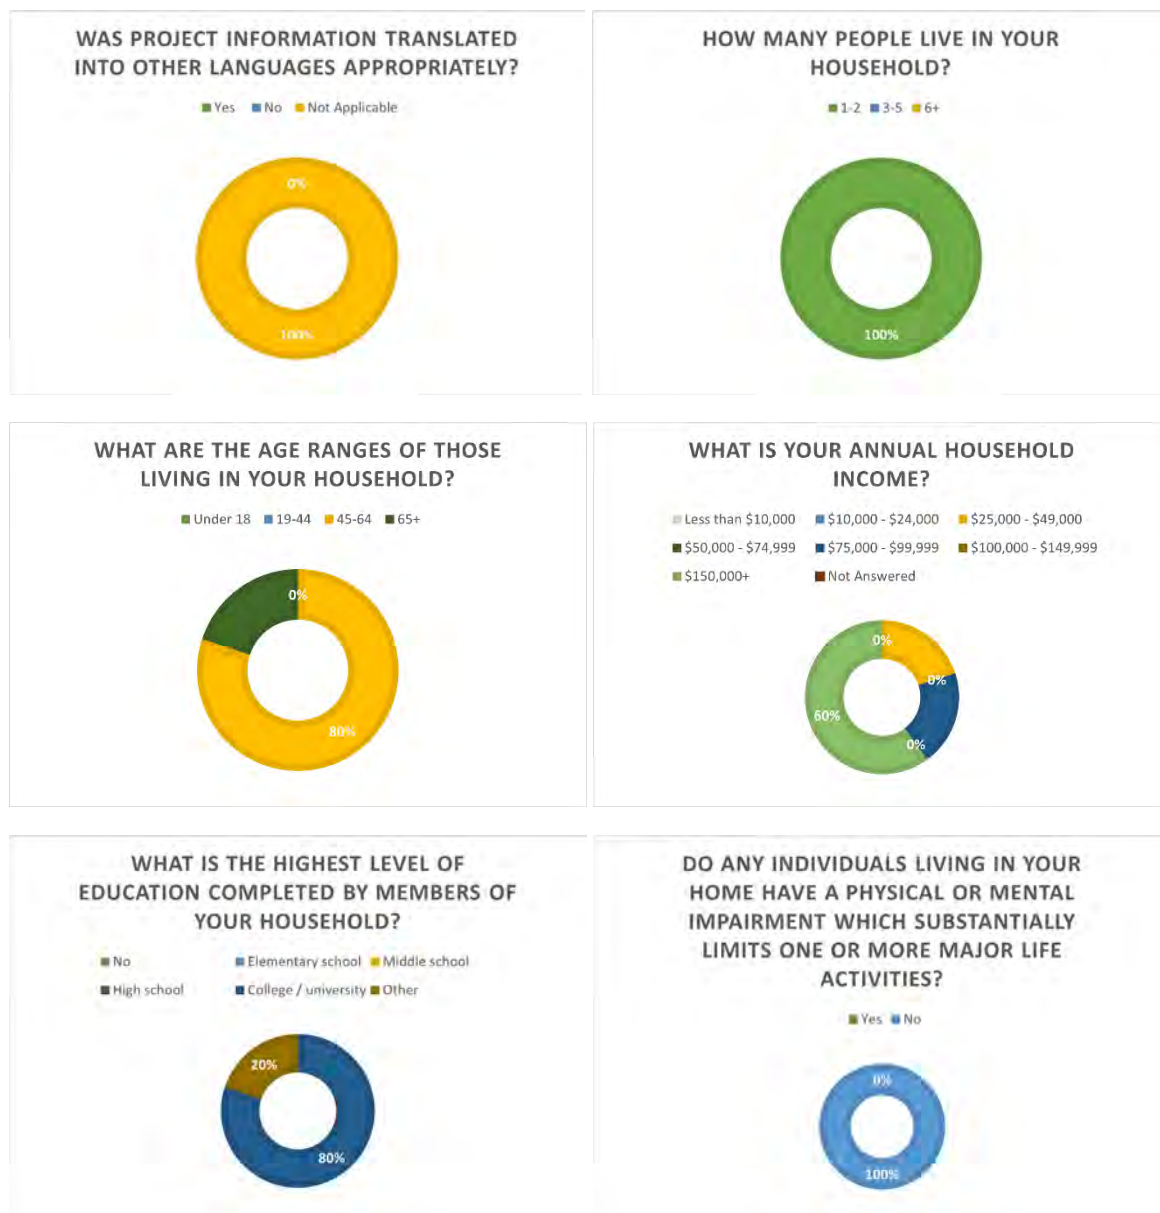 WAS PROJECT INFORMATION TRANSLATED
INTO OTHER LANGUAGES APPROPRIATELY?
Yes No Not Applicable
0%
100%
HOW MANY PEOPLE LIVE IN YOUR
HOUSEHOLD?
1-2 3-5 6+
100%
WHAT ARE THE AGE RANGES OF THOSE
LIVING IN YOUR HOUSEHOLD?
Under 18 19-44 45-64 65+
0%
80%
WHAT IS YOUR ANNUAL HOUSEHOLD
INCOME?
Less than $10,000 $10,000 - $24,000 $25,000 - $49,000
$50,000 - $74,999 $75,000 - $99,999 $100,000 - $149,999
$150,000+ Not Answered
0%
0%
60%
0%
WHAT IS THE HIGHEST LEVEL OF
EDUCATION COMPLETED BY MEMBERS OF
YOUR HOUSEHOLD?
No Elementary school Middle school
High school College / university Other
20%
80%
DO ANY INDIVIDUALS LIVING IN YOUR
HOME HAVE A PHYSICAL OR MENTAL
IMPAIRMENT WHICH SUBSTANTIALLY
LIMITS ONE OR MORE MAJOR LIFE
ACTIVITIES?
Yes No
0%
100%